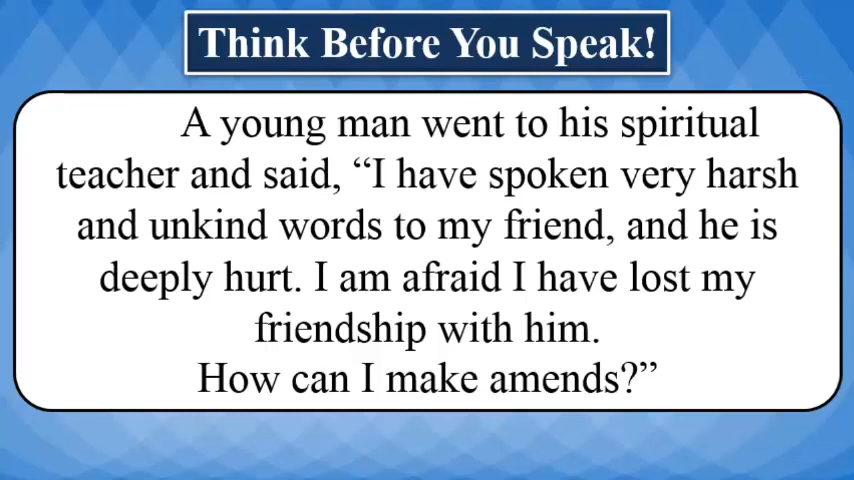 Think Before You Speak!
A young man went to his spiritual
teacher and said, “I have spoken very harsh
and unkind words to my friend, and he is
deeply hurt. I am afraid I have lost my
friendship with him.
How can I make amends?”